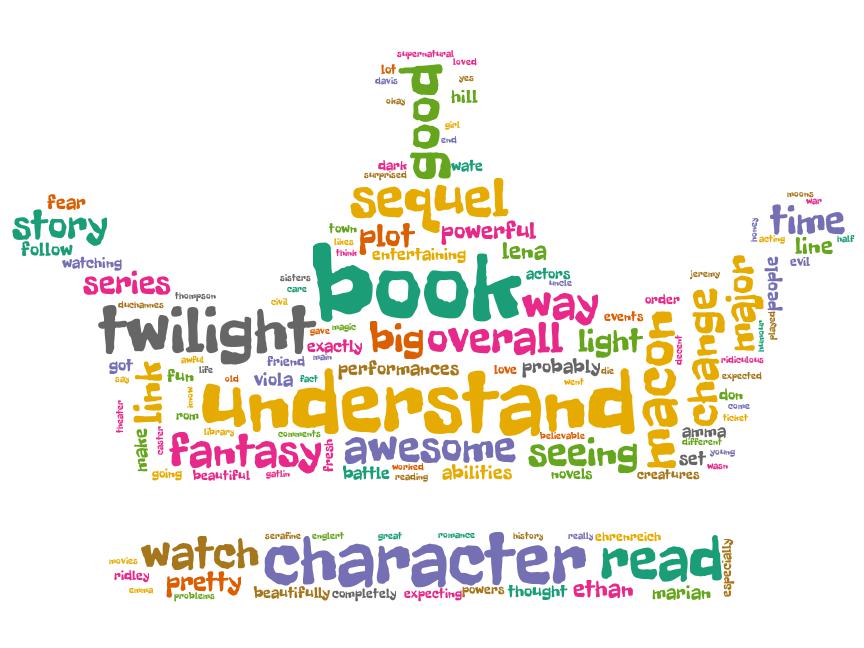 supernatural
loved
lot
davis
yes
good
okay
hill
girl
end
dark
wate
surprised
sequel
fear
story
follow
moons
war
time
honey
acting
half
line
evil
town
likes
think
plot
powerful
entertaining
lena
watching
series
duchannes
thompson
sisters
care
civil
book
actors
uncle
way
jeremy
order
events
people
played
humour
major
change
twilight
gave
magic
exactly
main
big
overall
light
macon
decent
ridiculous
expected
got
say
link
awful
life
fun
know
rom
old
friend
viola
fact
performances
love
probably
die
went
don
come
ticket
theater
make
caster
understand
library
comments
believable
amma
different
fantasy
fresh
awesome
seeing
set
young
wasn
going
beautiful
gatlin
battle
worked
reading
abilities
novels
creatures
serafine
englert
great
romance
history
really
ehrenreich
watch
character
read
especially
movies
ridley
emma
pretty
problems
beautifully
completely
expecting
powers
thought
ethan
marian